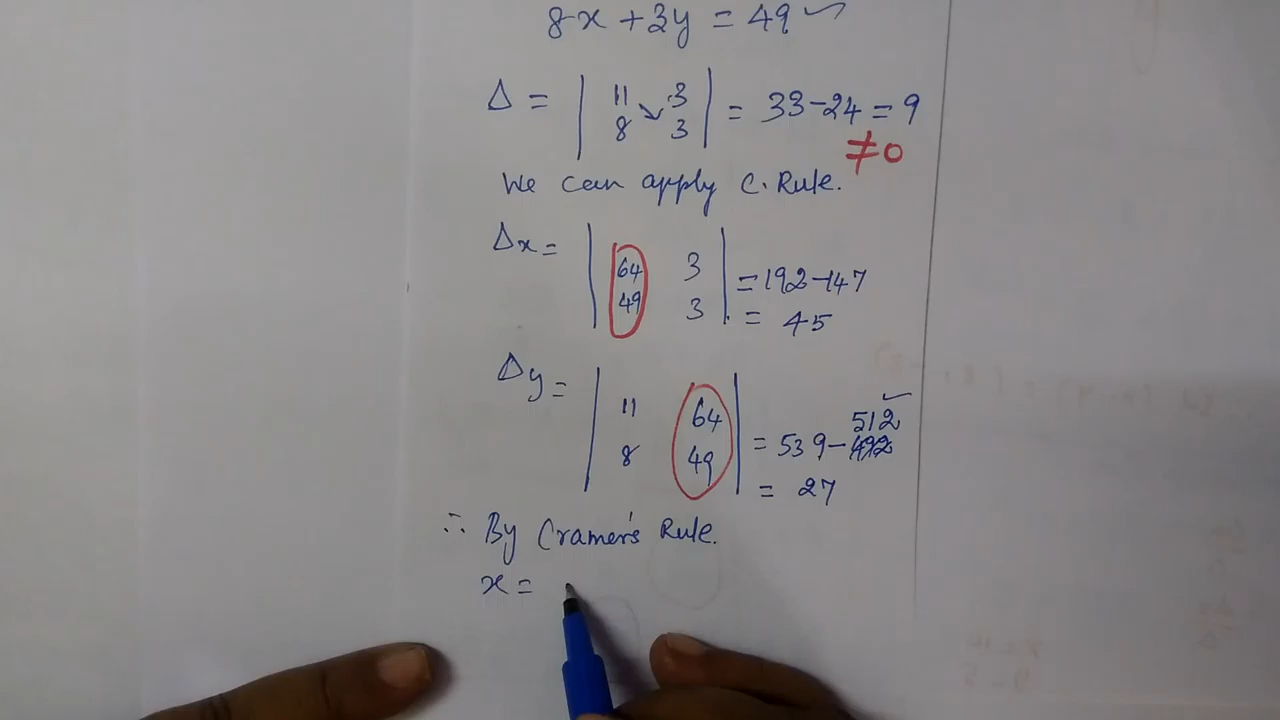 8x + 3y = 49 ✓
Δ = | 11 3 | = 33 - 24 = 9
8 3
≠ 0
We can apply C. Rule.
Δx = | 64 3 | = 192 - 147
49 3 = 45
Δy = | 11 64 | = 539 - 512 ✓
8 49
= 27
∴ By Cramer's Rule.
x =